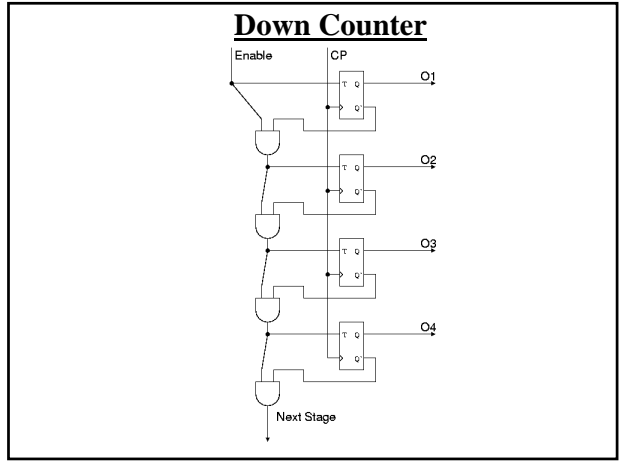 Down Counter
Enable
CP
T Q
Q'
O1
T Q
Q'
O2
T Q
Q'
O3
T Q
Q'
O4
Next Stage